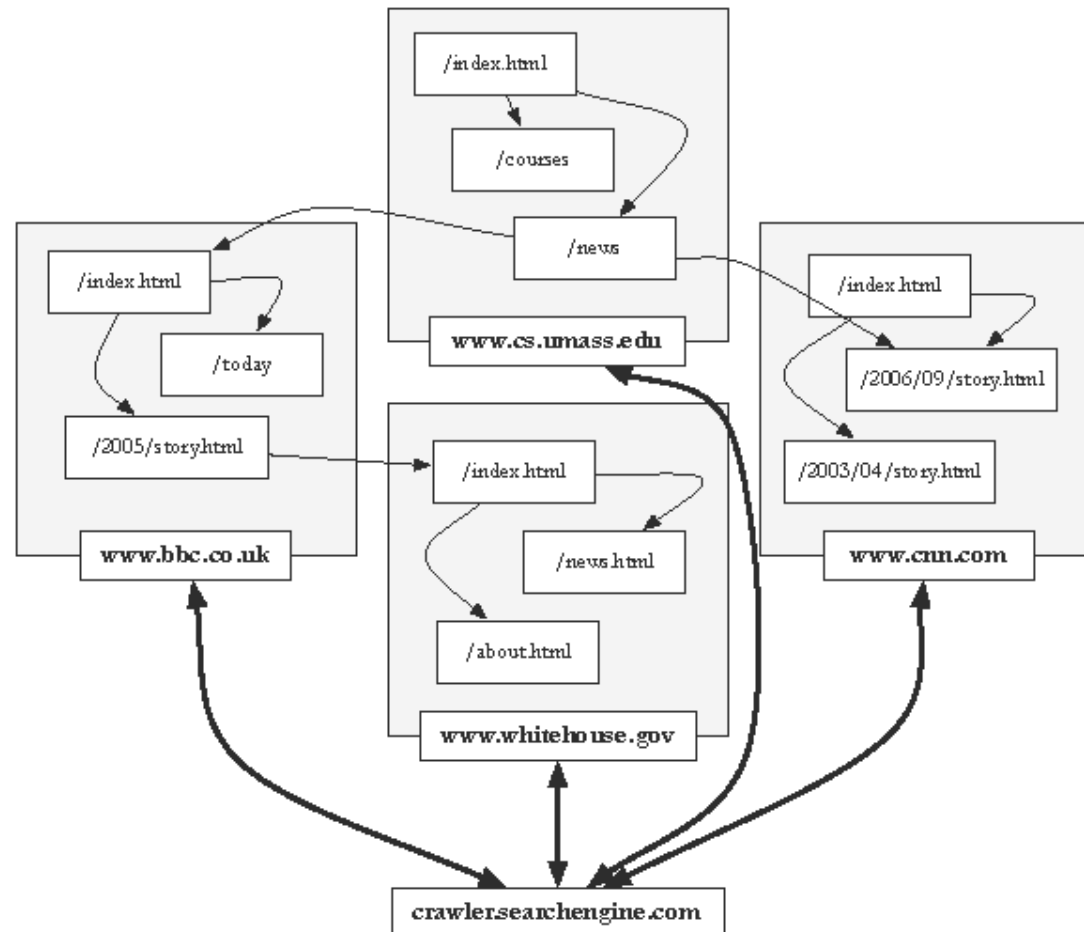 /index.html
/courses
/news
www.cs.umass.edu
/index.html
/today
/2005/story.html
www.bbc.co.uk
/index.html
/news.html
/about.html
www.whitehouse.gov
/index.html
/2006/09/story.html
/2003/04/story.html
www.cnn.com
crawler.searchengine.com